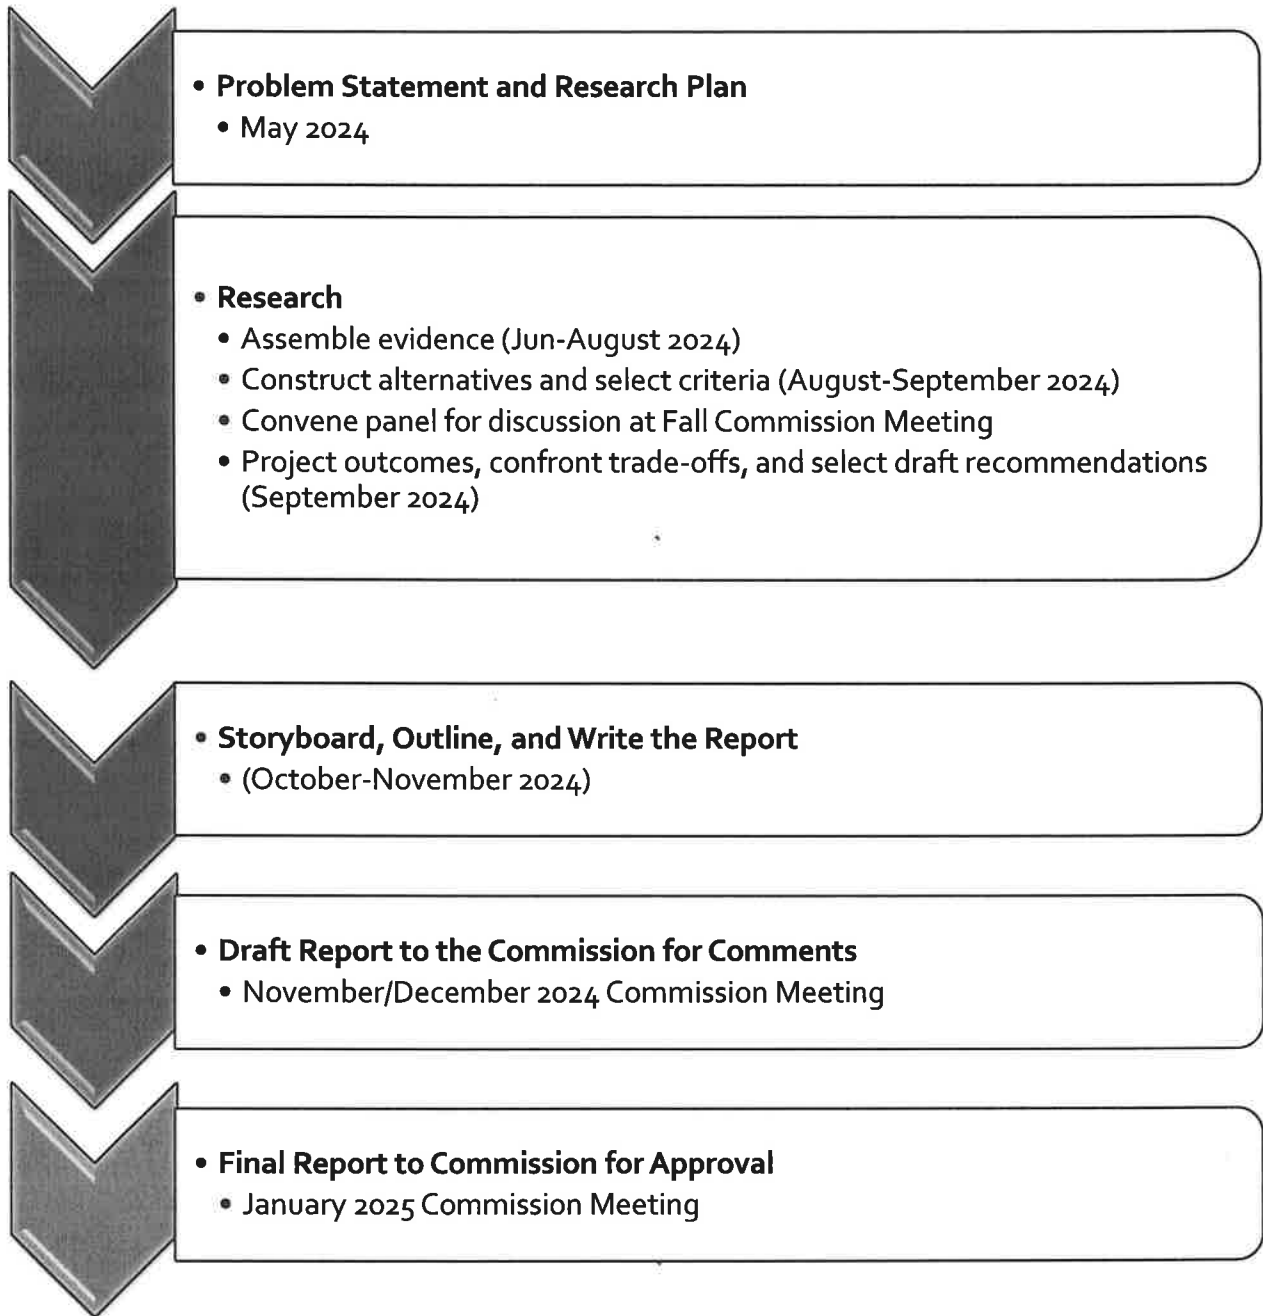 • Problem Statement and Research Plan
• May 2024
• Research
• Assemble evidence (Jun-August 2024)
• Construct alternatives and select criteria (August-September 2024)
• Convene panel for discussion at Fall Commission Meeting
• Project outcomes, confront trade-offs, and select draft recommendations
(September 2024)
• Storyboard, Outline, and Write the Report
• (October-November 2024)
• Draft Report to the Commission for Comments
• November/December 2024 Commission Meeting
• Final Report to Commission for Approval
• January 2025 Commission Meeting